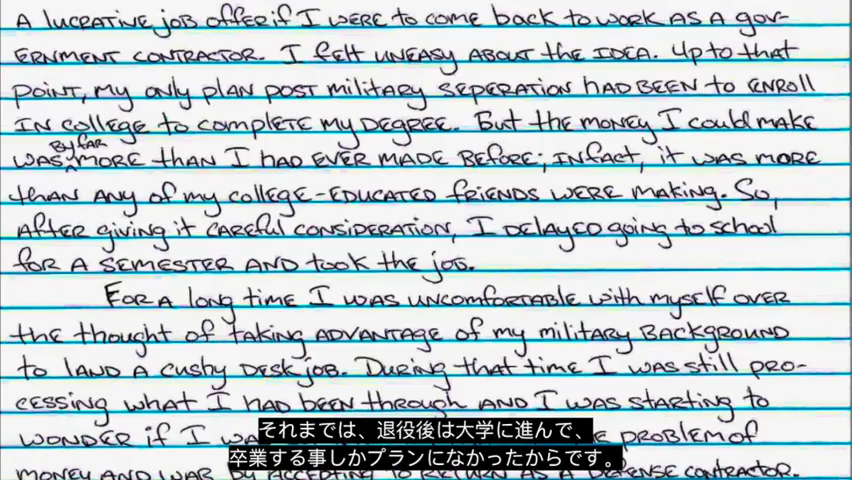 A lucrative job offer if I were to come back to work as a gov-
ernment contractor. I felt uneasy about the idea. Up to that
point, my only plan post military seperation had been to enroll
in college to complete my degree. But the money I could make
was by far more than I had ever made before; infact, it was more
than any of my college-educated friends were making. So,
after giving it careful consideration, I delayed going to school
for a semester and took the job.
For a long time I was uncomfortable with myself over
the thought of taking advantage of my military background
to land a cushy desk job. During that time I was still pro-
cessing what I had been through and I was starting to
wonder if I problem of
money and war by accepting to return as a defense contractor.
それまでは、退役後は大学に進んで、
卒業する事しかプランになかったからです。